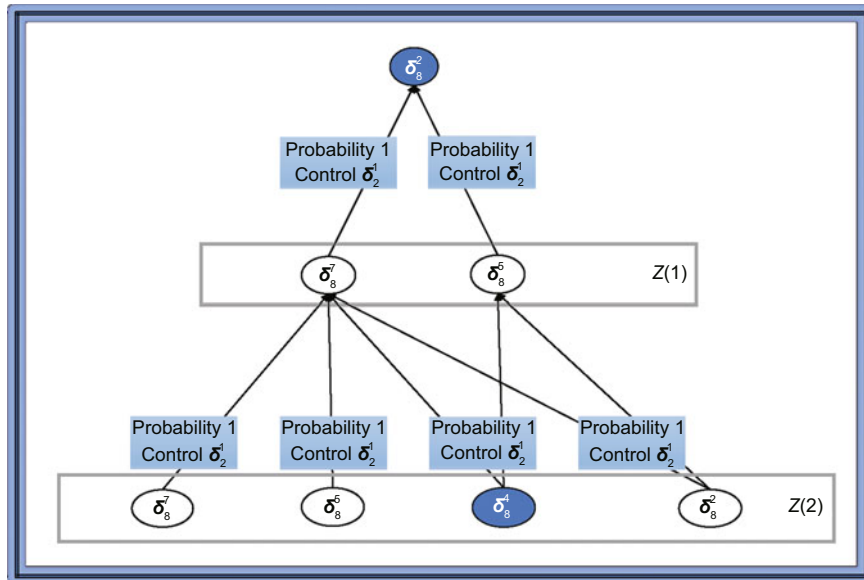 δ₈²
Probability 1 Probability 1
Control δ₂¹ Control δ₂¹
δ₈⁷ δ₈⁵ Z(1)
Probability 1 Probability 1 Probability 1 Probability 1
Control δ₂¹ Control δ₂¹ Control δ₂¹ Control δ₂¹
δ₈⁷ δ₈⁵ δ₈⁴ δ₈² Z(2)